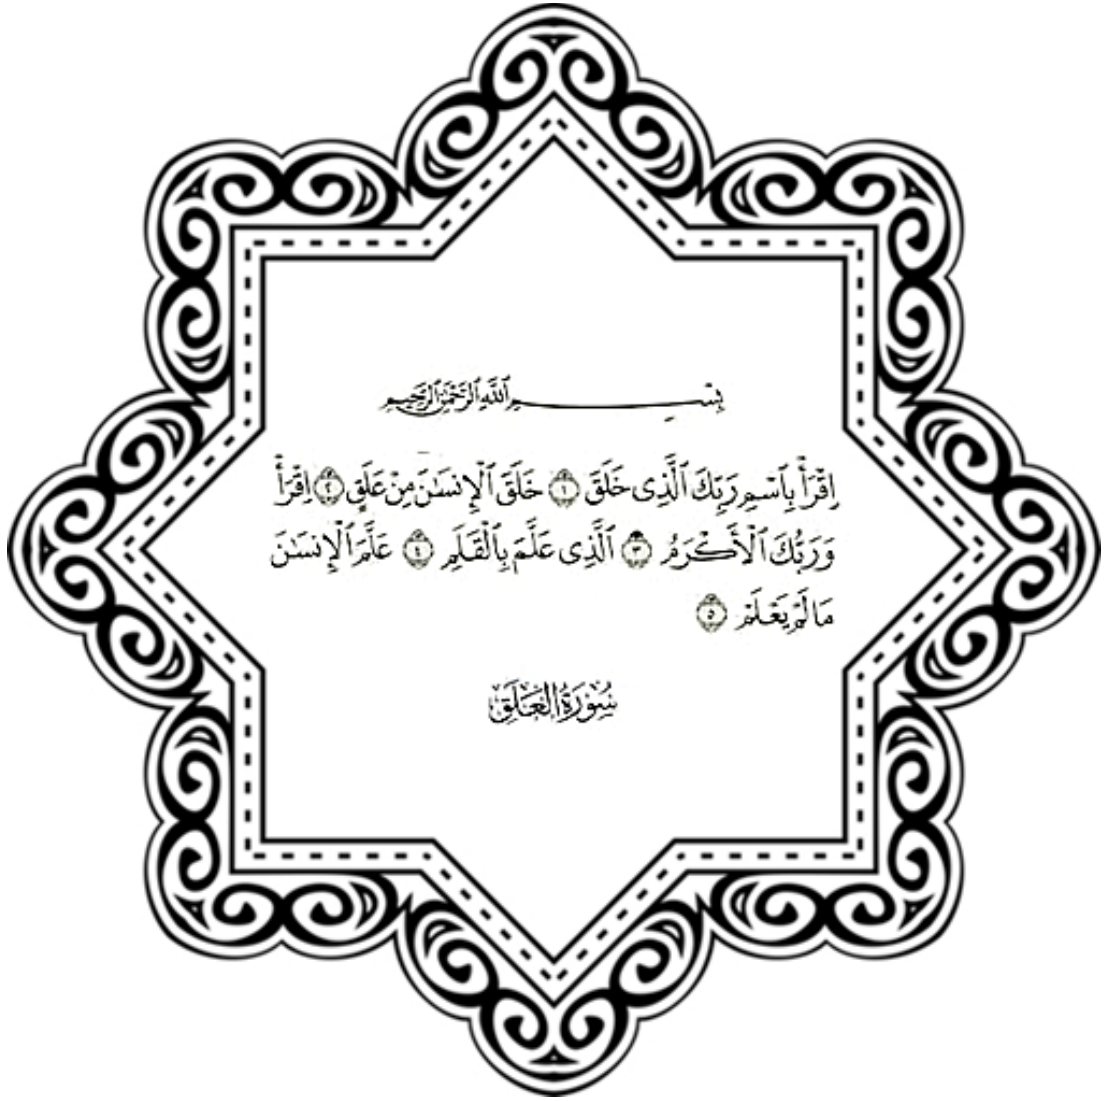 بِسْمِ ٱللَّهِ ٱلرَّحْمَٰنِ ٱلرَّحِيمِ
ٱقْرَأْ بِٱسْمِ رَبِّكَ ٱلَّذِى خَلَقَ ١ خَلَقَ ٱلْإِنسَٰنَ مِنْ عَلَقٍ ٢ ٱقْرَأْ
وَرَبُّكَ ٱلْأَكْرَمُ ٣ ٱلَّذِى عَلَّمَ بِٱلْقَلَمِ ٤ عَلَّمَ ٱلْإِنسَٰنَ
مَا لَمْ يَعْلَمْ ٥
سُورَةُ العَلَقِ